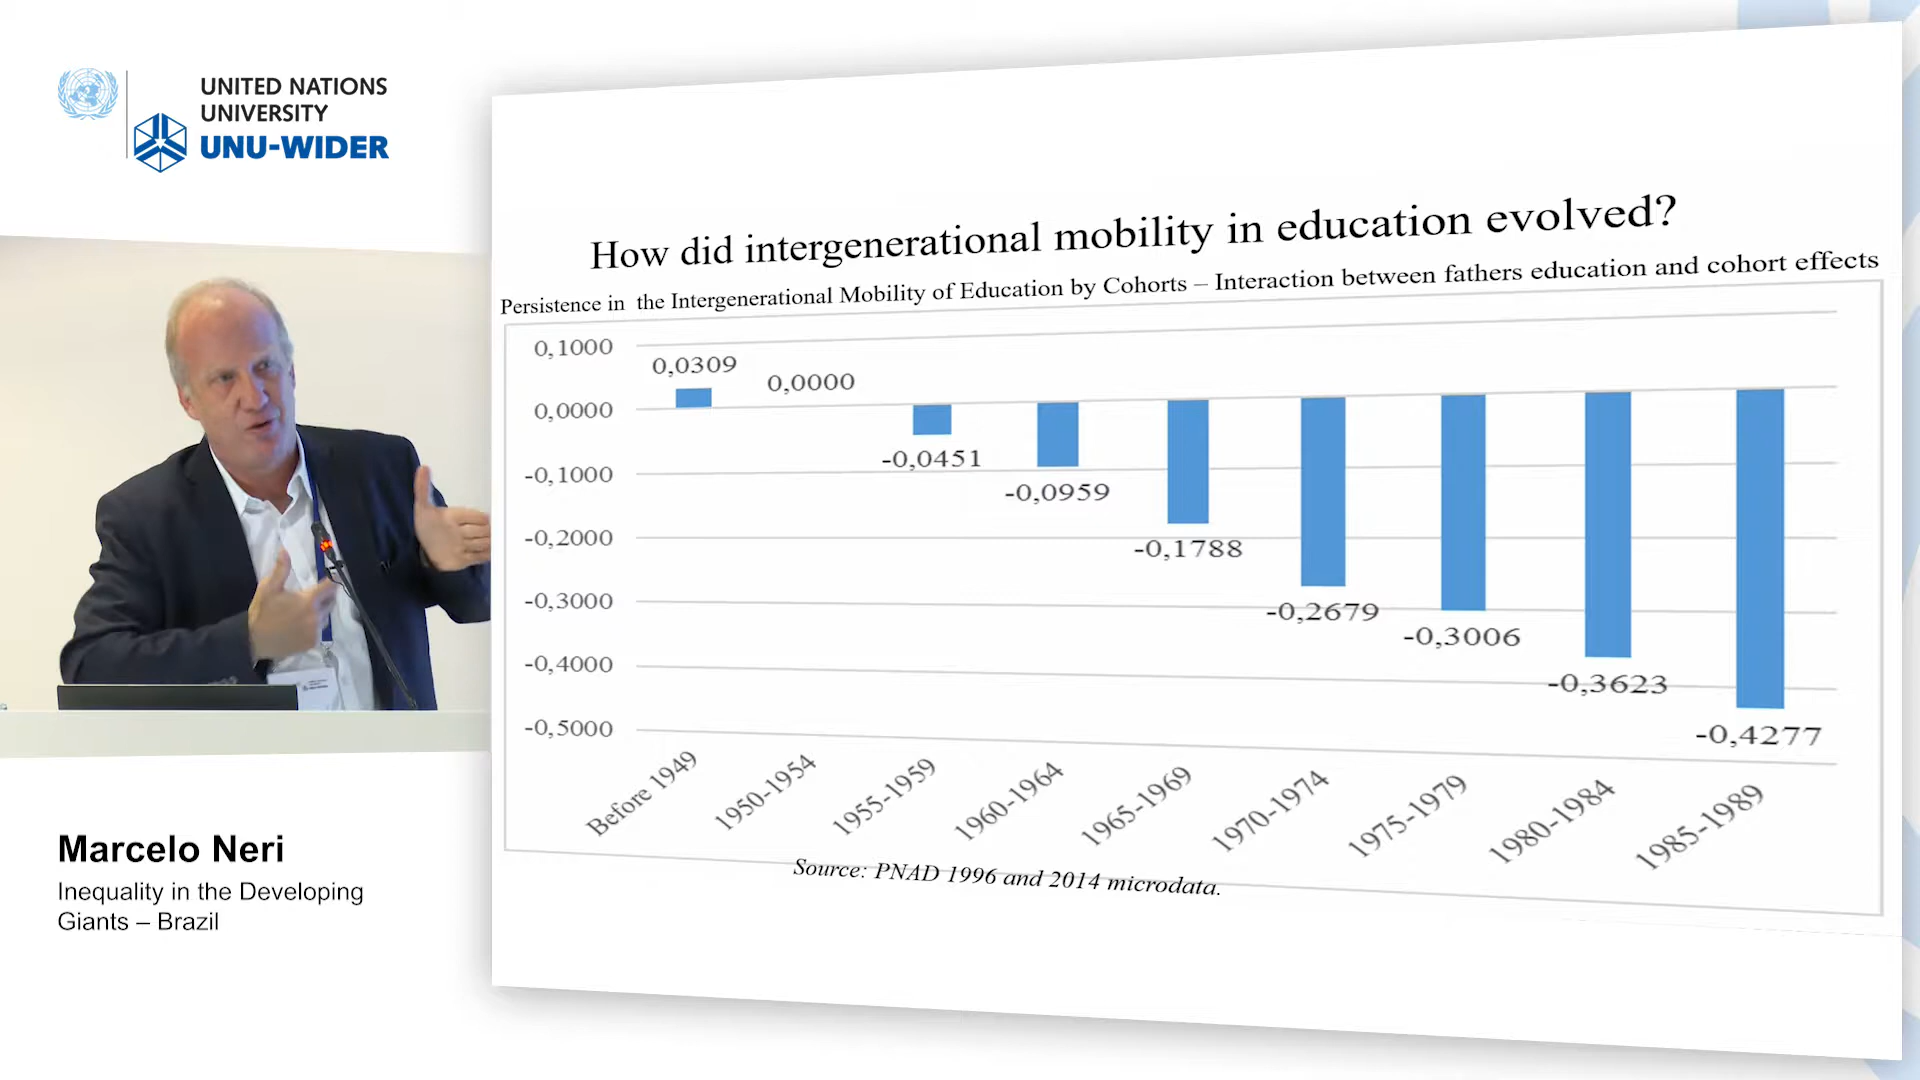 UNITED NATIONS
UNIVERSITY
UNU-WIDER
How did intergenerational mobility in education evolved?
Persistence in the Intergenerational Mobility of Education by Cohorts – Interaction between fathers education and cohort effects
0,1000
0,0000
-0,1000
-0,2000
-0,3000
-0,4000
-0,5000
0,0309
0,0000
-0,0451
-0,0959
-0,1788
-0,2679
-0,3006
-0,3623
-0,4277
Before 1949
1950-1954
1955-1959
1960-1964
1965-1969
1970-1974
1975-1979
1980-1984
1985-1989
Source: PNAD 1996 and 2014 microdata.
Marcelo Neri
Inequality in the Developing
Giants – Brazil